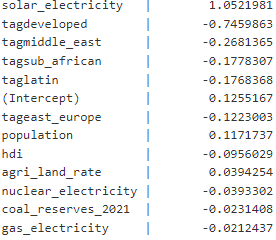 solar_electricity | 1.0521981
tagdeveloped | -0.7459863
tagmiddle_east | -0.2681365
tagsub_african | -0.1778307
taglatin | -0.1768368
(Intercept) | 0.1255167
tageast_europe | -0.1223003
population | 0.1171737
hdi | -0.0956029
agri_land_rate | 0.0394254
nuclear_electricity | -0.0393302
coal_reserves_2021 | -0.0231408
gas_electricity | -0.0212437